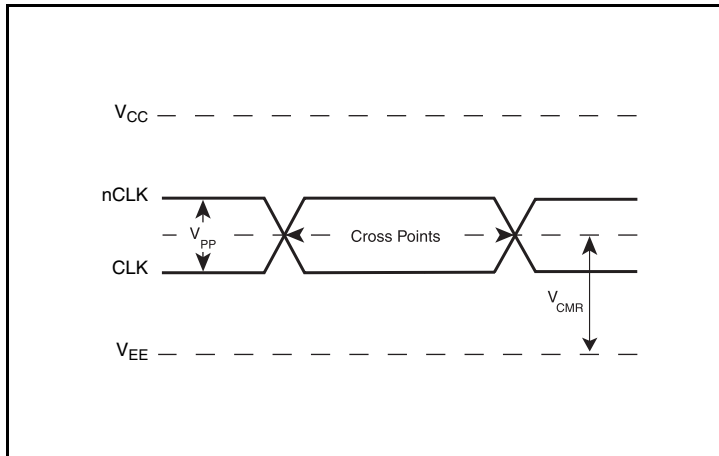 VCC
nCLK
VPP
Cross Points
CLK
VCMR
VEE